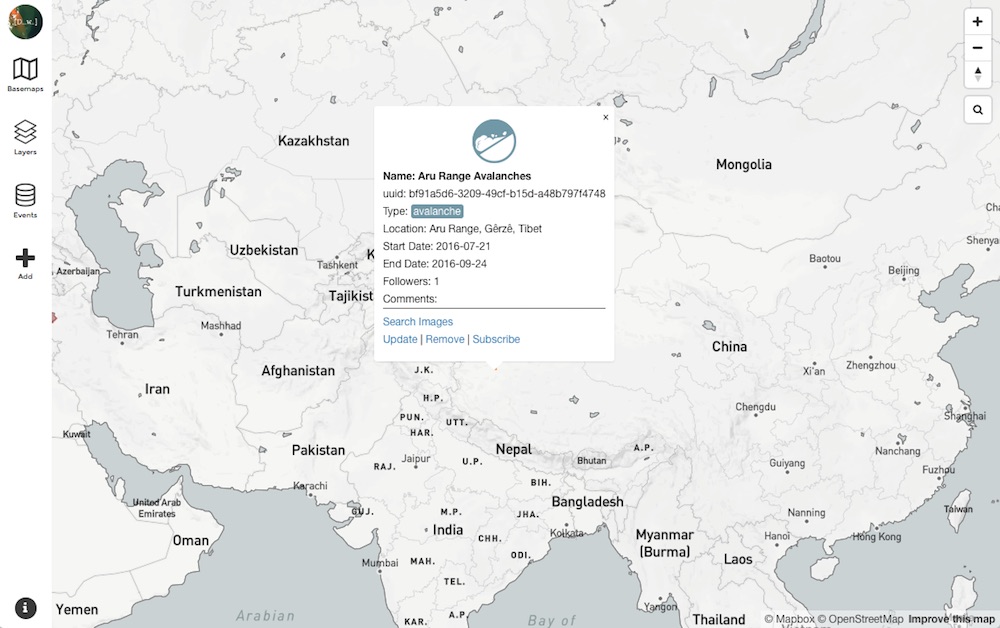 [D..w..]
Basemaps
Layers
Events
Add
Name: Aru Range Avalanches
uuid: bf91a5d6-3209-49cf-b15d-a48b797f4748
Type: avalanche
Location: Aru Range, Gêrzê, Tibet
Start Date: 2016-07-21
End Date: 2016-09-24
Followers: 1
Comments:
Search Images
Update | Remove | Subscribe
×
Kazakhstan
Mongolia
Uzbekistan
Tashkent
K
Azerbaijan
Turkmenistan
Tajikist
Baotou
Beijing
Shenya
Cha
Tehran
Mashhad
Iran
Afghanistan
China
Xi'an
Zhengzhou
J.K.
H.P.
PUN.
UTT.
HAR.
Chengdu
Shanghai
Kuwait
Pakistan
RAJ.
Jaipur
U.P.
Nepal
Bhutan
A.P.
Guiyang
Nanchang
Fuzhou
Karachi
BIH.
United Arab
Emirates
GUJ.
M.P.
JHA.
Bangladesh
Nanning
Taiwan
Oman
India
CHH.
Kolkata
Myanmar
(Burma)
Hanoi
Hong Kong
Mumbai
MAH.
ODI.
Laos
TEL.
Yemen
Arabian
KAR.
A.P.
Bay of
Yangon
Thailand
© Mapbox © OpenStreetMap Improve this map